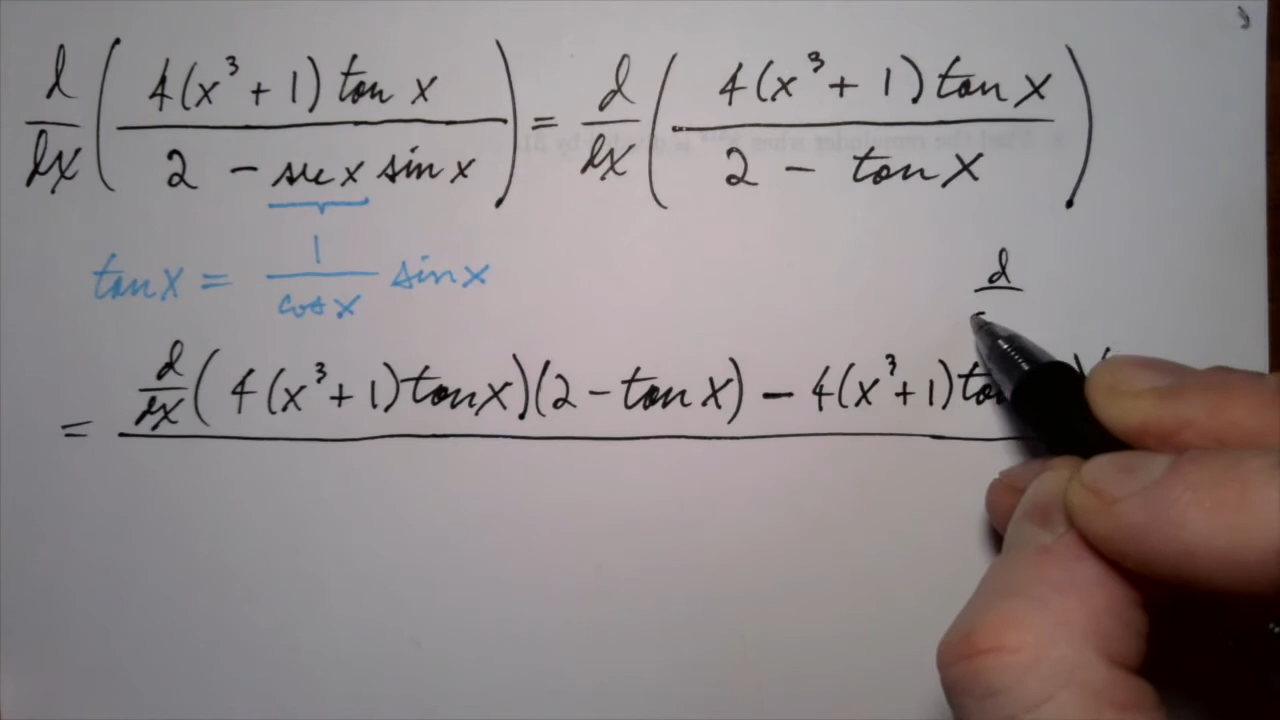 d/dx ( 4(x³ + 1) tan x / 2 − sec x sin x ) = d/dx ( 4(x³ + 1) tan x / 2 − tan x )
tan x = 1/cos x sin x
d
= d/dx ( 4(x³ + 1) tan x)(2 − tan x) − 4(x³ + 1)